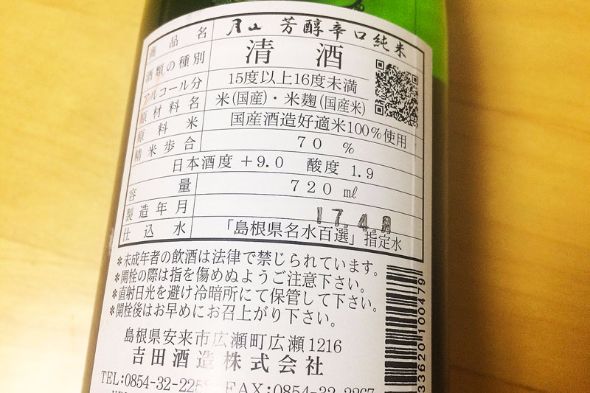 商品名 月山 芳醇辛口純米
酒類の種別 清酒
アルコール分 15度以上16度未満
原材料名 米(国産)・米麹(国産米)
原料米 国産酒造好適米100%使用
精米歩合 70%
日本酒度 +9.0 酸度 1.9
容量 720㎖
製造年月 17.4.
仕込水 「島根県名水百選」指定水
*未成年者の飲酒は法律で禁じられています。
*開栓の際は指を傷めぬようご注意下さい。
*直射日光を避け冷暗所にて保管して下さい。
*開栓後はお早めにお召上がり下さい。
島根県安来市広瀬町広瀬1216
吉田酒造株式会社
TEL:0854-32-225 FAX:0854-32-2267
33620100479